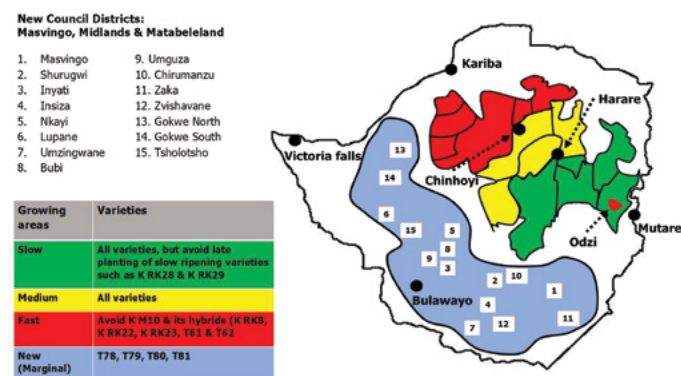 New Council Districts:
Masvingo, Midlands & Matabeleland
1. Masvingo
2. Shurugwi
3. Inyati
4. Insiza
5. Nkayi
6. Lupane
7. Umzingwane
8. Bubi
9. Umguza
10. Chirumanzu
11. Zaka
12. Zvishavane
13. Gokwe North
14. Gokwe South
15. Tsholotsho
Growing areas
Varieties
Slow
All varieties, but avoid late
planting of slow ripening varieties
such as K RK28 & K RK29
Medium
All varieties
Fast
Avoid K M10 & its hybrids (K RK8,
K RK22, K RK23, T61 & T62
New
(Marginal)
T78, T79, T80, T81
Kariba
Harare
Victoria falls
Chinhoyi
Mutare
Odzi
Bulawayo
13
14
6
15
5
8
9
3
2
10
4
1
7
12
11